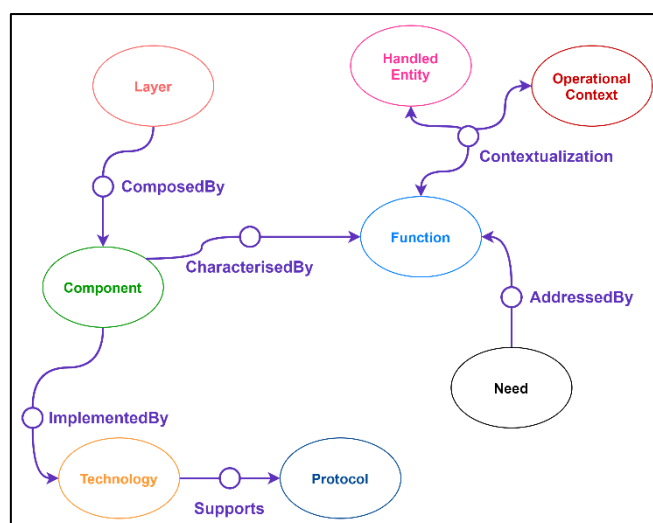 Handled
Entity
Operational
Context
Layer
Contextualization
ComposedBy
Function
CharacterisedBy
Component
AddressedBy
Need
ImplementedBy
Technology
Protocol
Supports